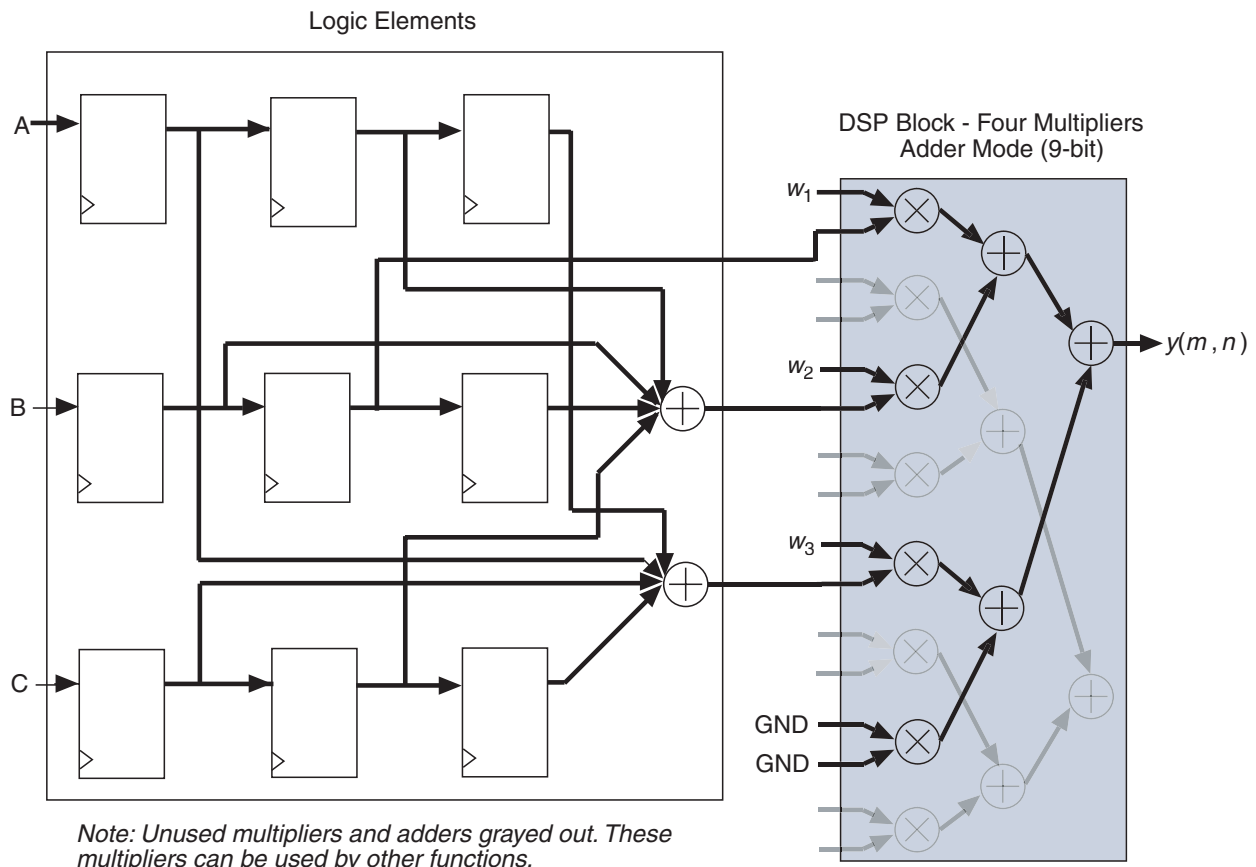 Logic Elements
DSP Block - Four Multipliers
Adder Mode (9-bit)
A
B
C
w1
w2
w3
GND
GND
y(m,n)
Note: Unused multipliers and adders grayed out. These
multipliers can be used by other functions.